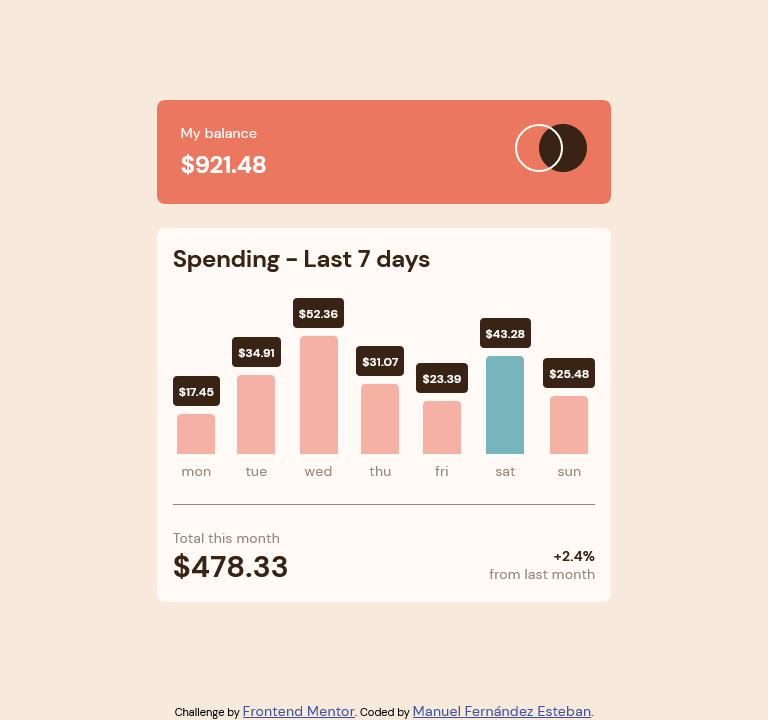 My balance
$921.48
Spending - Last 7 days
$17.45 $34.91 $52.36 $31.07 $23.39 $43.28 $25.48
mon tue wed thu fri sat sun
Total this month
$478.33
+2.4%
from last month
Challenge by Frontend Mentor. Coded by Manuel Fernández Esteban.